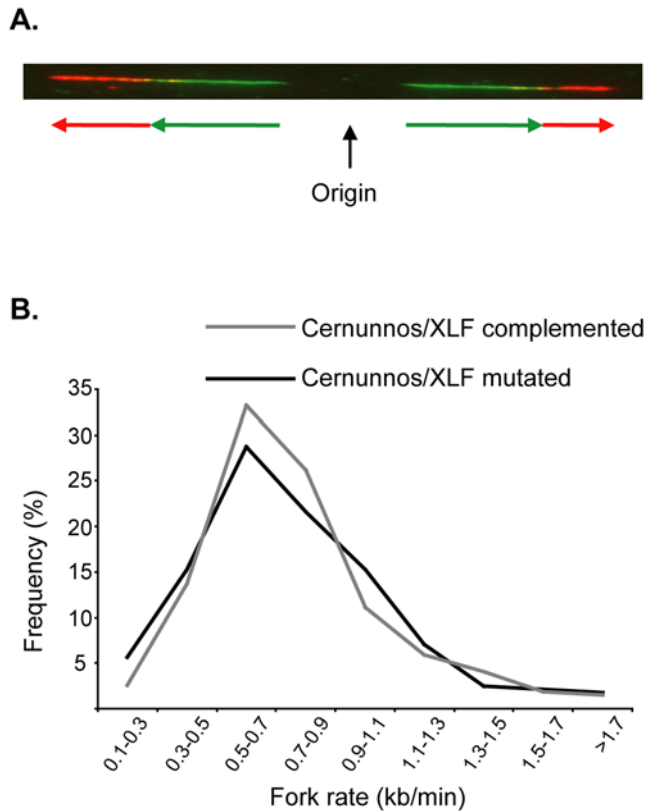 A.
Origin
B.
Cernunnos/XLF complemented
Cernunnos/XLF mutated
35
30
25
20
15
10
5
Frequency (%)
0.1-0.3
0.3-0.5
0.5-0.7
0.7-0.9
0.9-1.1
1.1-1.3
1.3-1.5
1.5-1.7
>1.7
Fork rate (kb/min)